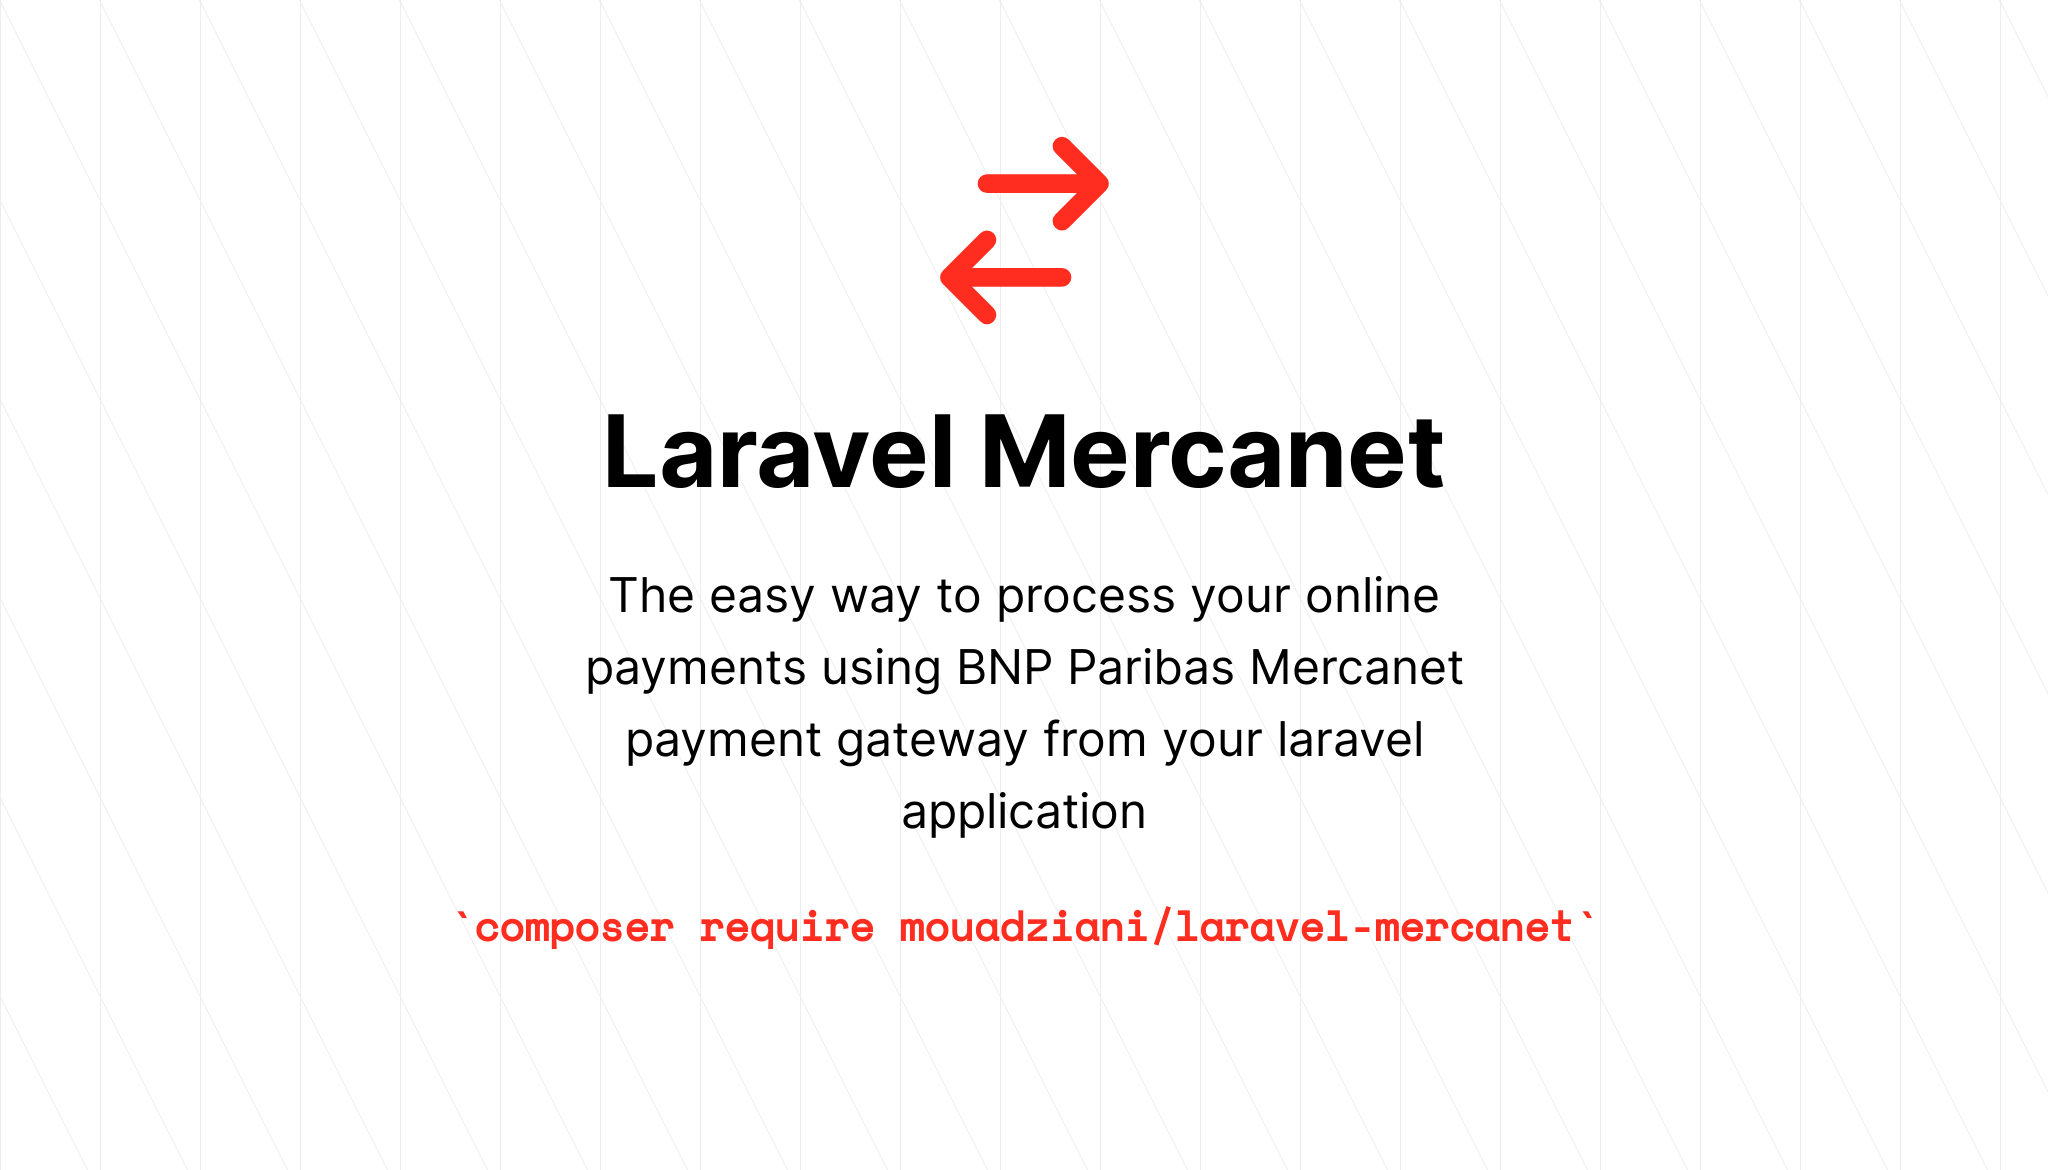 Laravel Mercanet
The easy way to process your online
payments using BNP Paribas Mercanet
payment gateway from your laravel
application
`composer require mouadziani/laravel-mercanet`